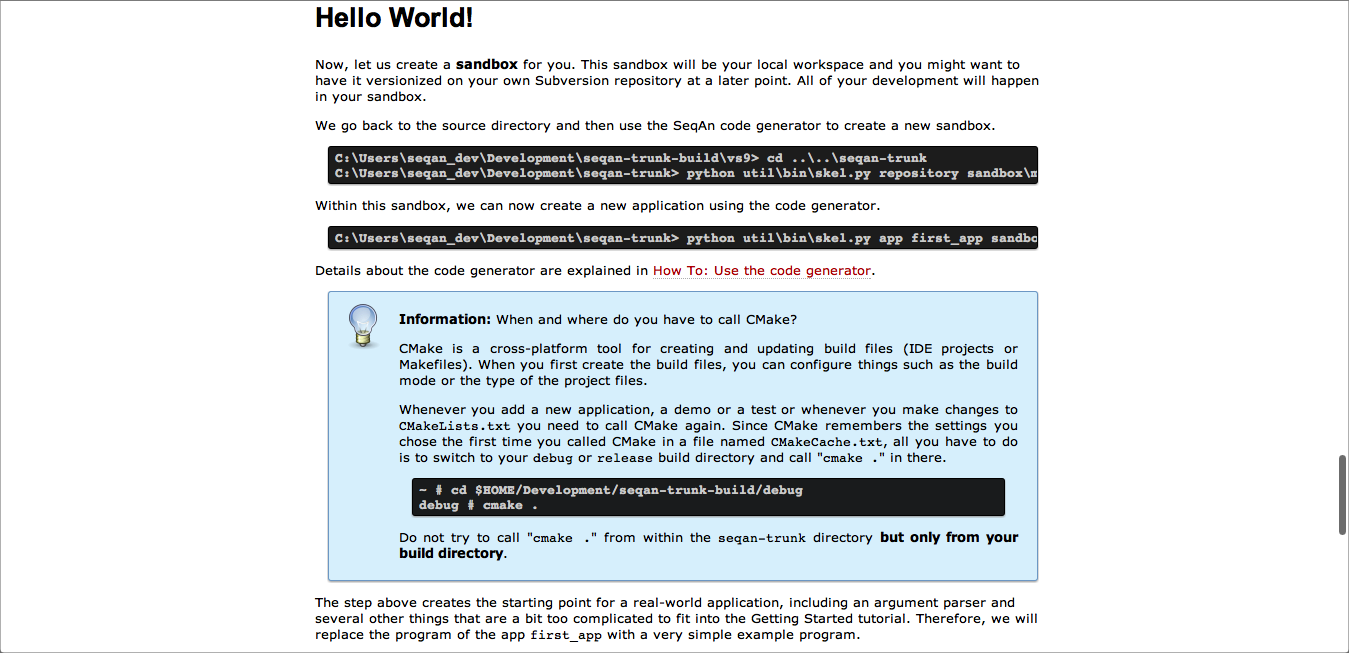 Hello World!
Now, let us create a sandbox for you. This sandbox will be your local workspace and you might want to
have it versionized on your own Subversion repository at a later point. All of your development will happen
in your sandbox.
We go back to the source directory and then use the SeqAn code generator to create a new sandbox.
C:\Users\seqan_dev\Development\seqan-trunk-build\vs9> cd ..\..\seqan-trunk
C:\Users\seqan_dev\Development\seqan-trunk> python util\bin\skel.py repository sandbox\m
Within this sandbox, we can now create a new application using the code generator.
C:\Users\seqan_dev\Development\seqan-trunk> python util\bin\skel.py app first_app sandbo
Details about the code generator are explained in How To: Use the code generator.
Information: When and where do you have to call CMake?
CMake is a cross-platform tool for creating and updating build files (IDE projects or
Makefiles). When you first create the build files, you can configure things such as the build
mode or the type of the project files.
Whenever you add a new application, a demo or a test or whenever you make changes to
CMakeLists.txt you need to call CMake again. Since CMake remembers the settings you
chose the first time you called CMake in a file named CMakeCache.txt, all you have to do
is to switch to your debug or release build directory and call "cmake ." in there.
~ # cd $HOME/Development/seqan-trunk-build/debug
debug # cmake .
Do not try to call "cmake ." from within the seqan-trunk directory but only from your
build directory.
The step above creates the starting point for a real-world application, including an argument parser and
several other things that are a bit too complicated to fit into the Getting Started tutorial. Therefore, we will
replace the program of the app first_app with a very simple example program.